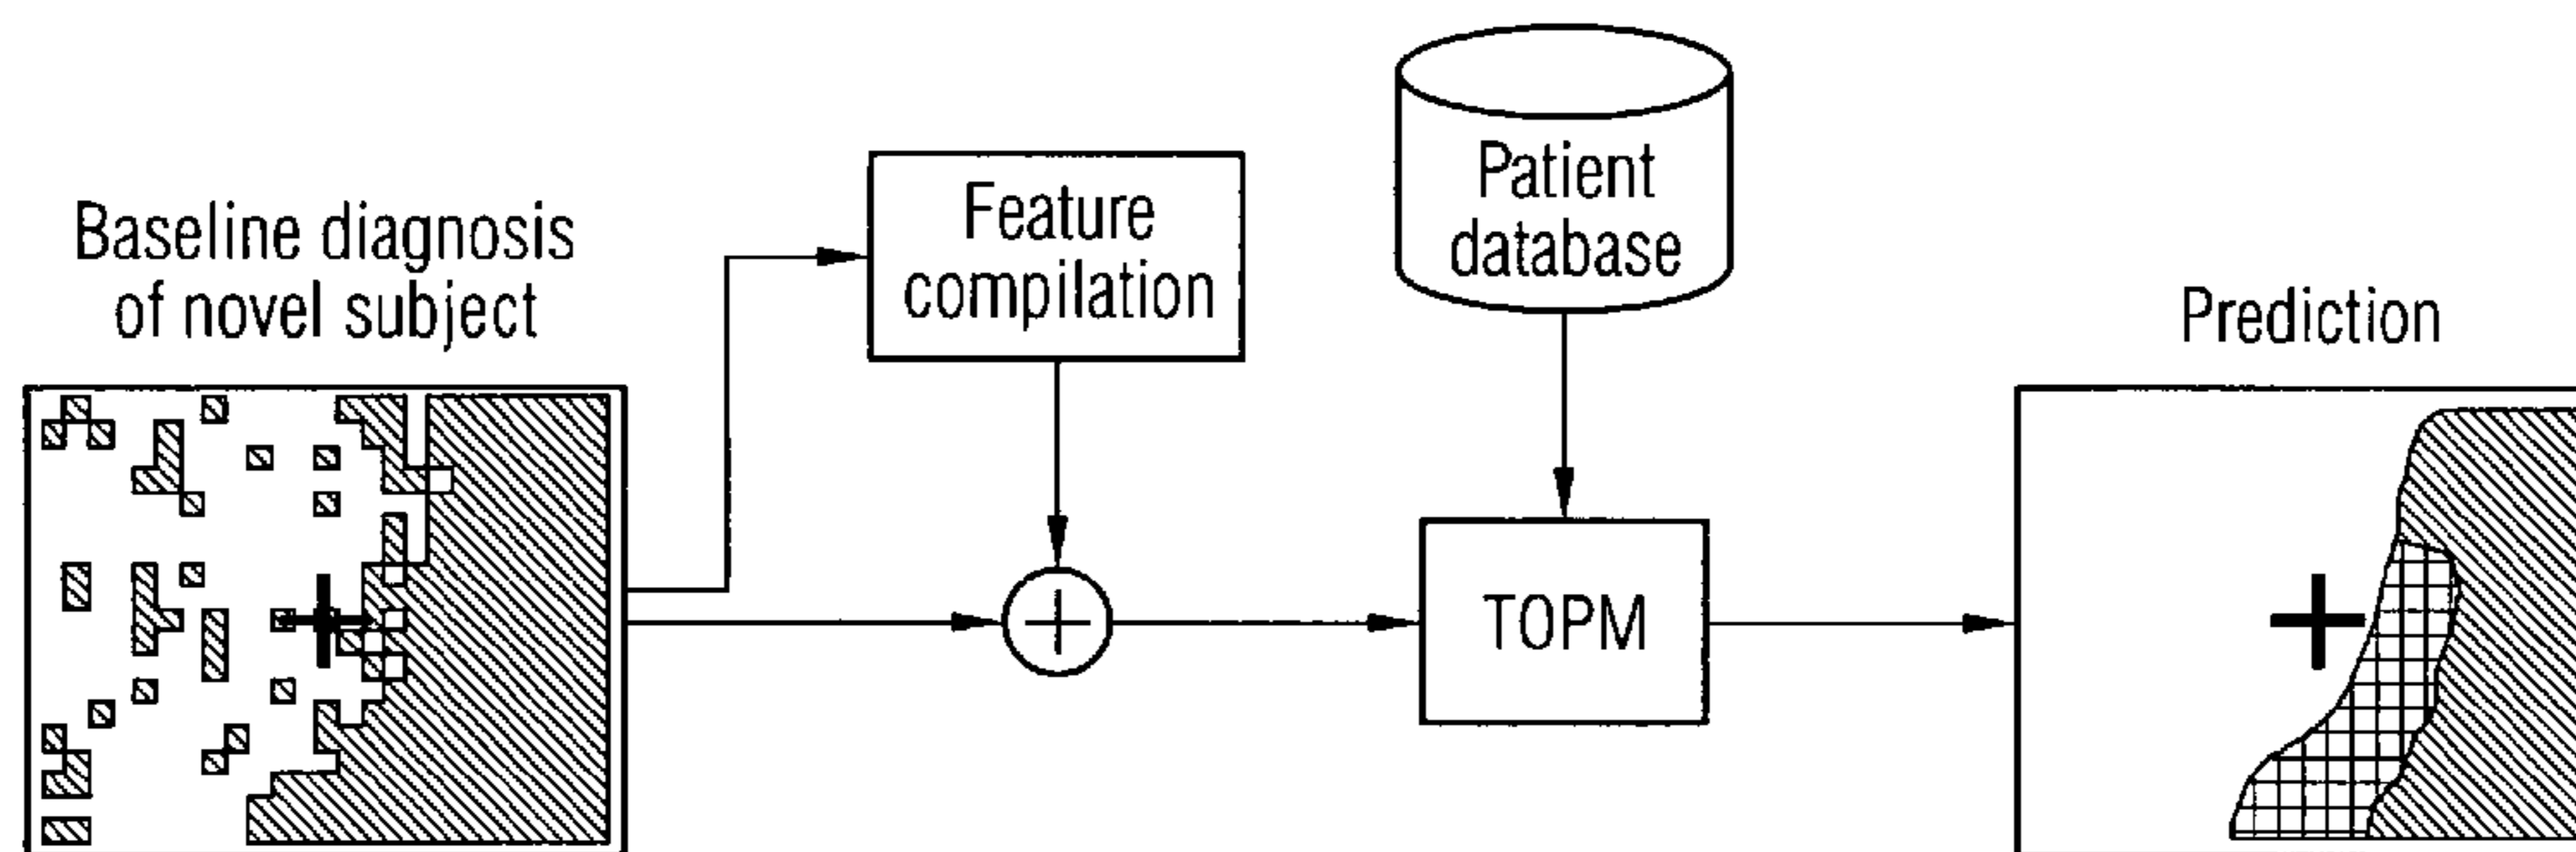 Baseline diagnosis
of novel subject
Feature
compilation
Patient
database
TOPM
Prediction